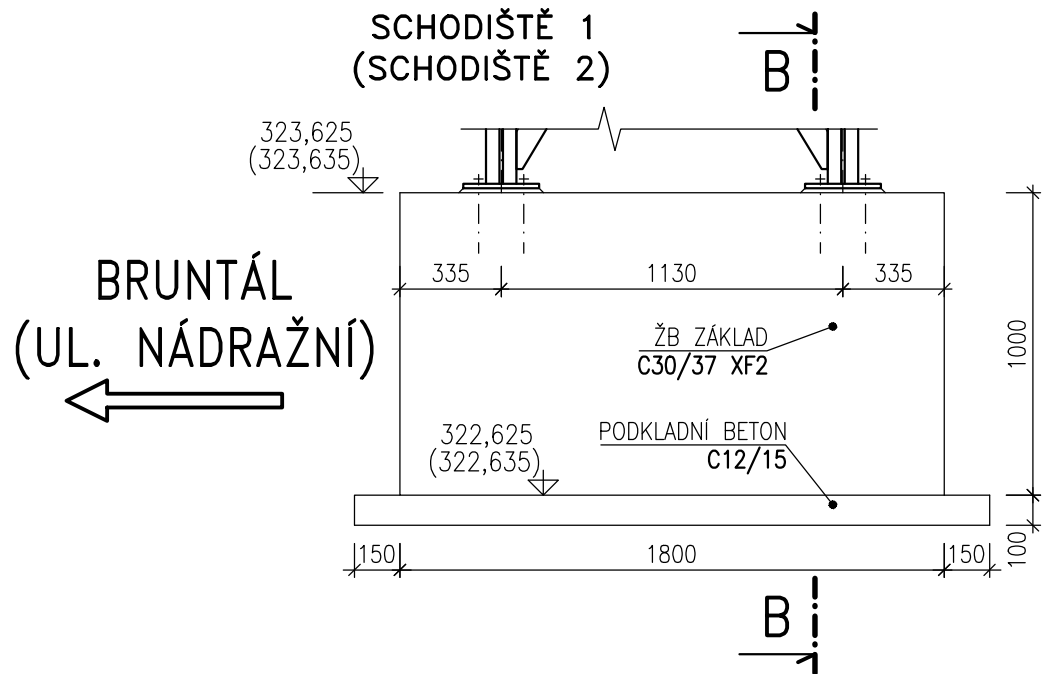 SCHODIŠTĚ 1
(SCHODIŠTĚ 2)
B
323,625
(323,635)
335
1130
335
BRUNTÁL
(UL. NÁDRAŽNÍ)
ŽB ZÁKLAD
C30/37 XF2
1000
322,625
(322,635)
PODKLADNÍ BETON
C12/15
150
1800
150
100
B